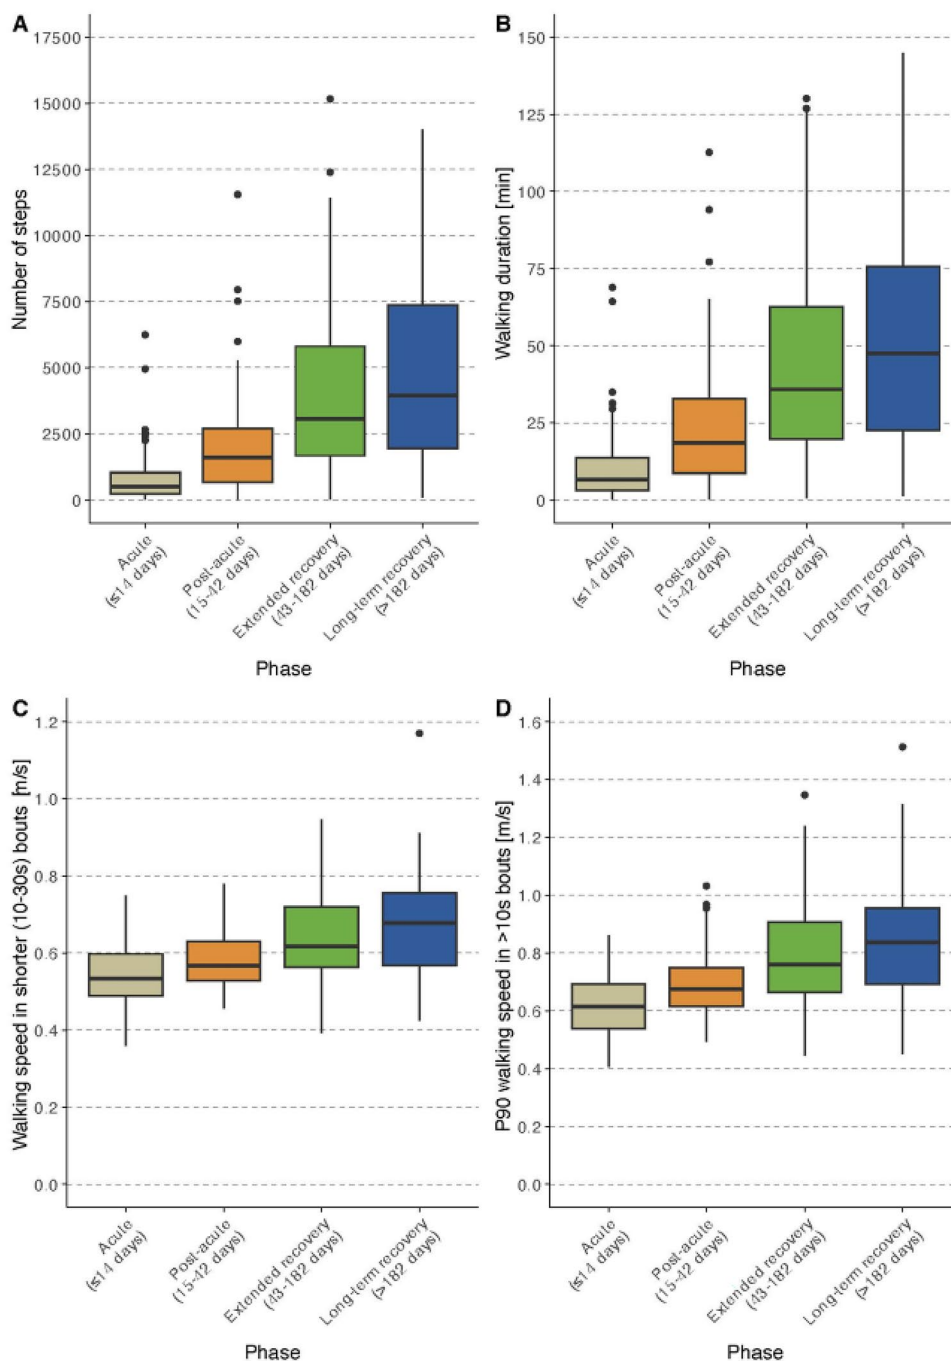 A
17500
15000
12500
10000
7500
5000
2500
0
Number of steps
Acute
(≤14 days)
Post-acute
(15-42 days)
Extended recovery
(43-182 days)
Long-term recovery
(>182 days)
Phase
B
150
125
100
75
50
25
0
Walking duration [min]
Acute
(≤14 days)
Post-acute
(15-42 days)
Extended recovery
(43-182 days)
Long-term recovery
(>182 days)
Phase
C
1.2
1.0
0.8
0.6
0.4
0.2
0.0
Walking speed in shorter (10-30s) bouts [m/s]
Acute
(≤14 days)
Post-acute
(15-42 days)
Extended recovery
(43-182 days)
Long-term recovery
(>182 days)
Phase
D
1.6
1.4
1.2
1.0
0.8
0.6
0.4
0.2
0.0
P90 walking speed in >10s bouts [m/s]
Acute
(≤14 days)
Post-acute
(15-42 days)
Extended recovery
(43-182 days)
Long-term recovery
(>182 days)
Phase